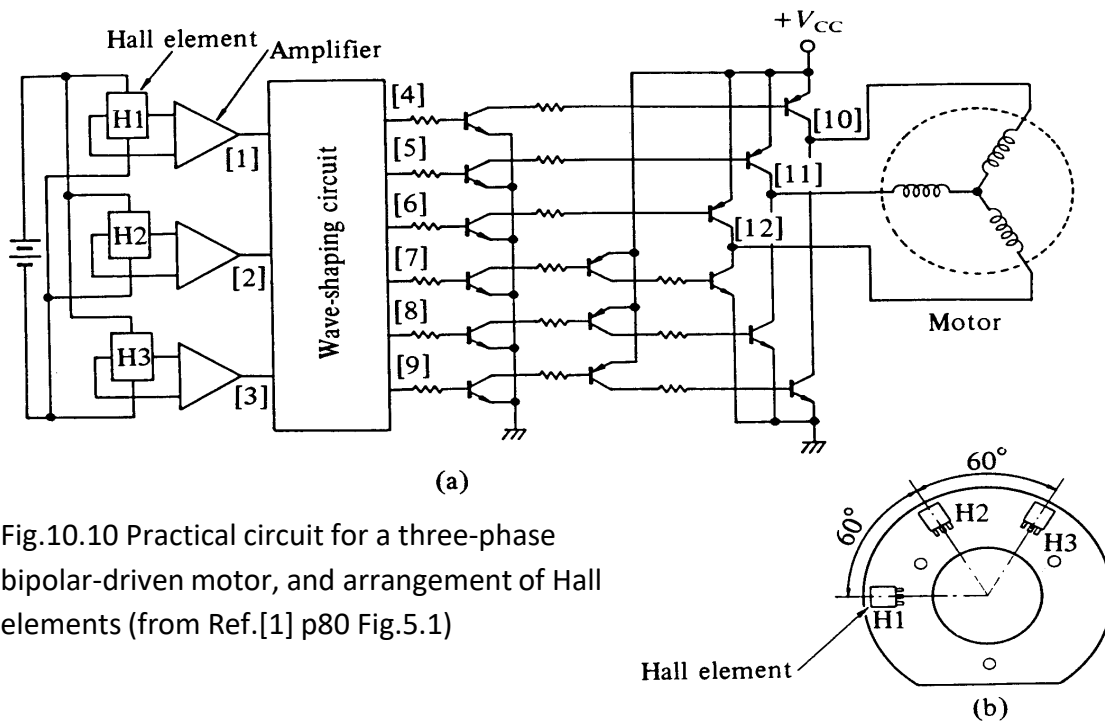 Hall element
Amplifier
+V_CC
H1
[1]
H2
[2]
H3
[3]
Wave-shaping circuit
[4]
[5]
[6]
[7]
[8]
[9]
[10]
[11]
[12]
Motor
(a)
60°
60°
H2
H3
H1
Hall element
(b)
Fig.10.10 Practical circuit for a three-phase
bipolar-driven motor, and arrangement of Hall
elements (from Ref.[1] p80 Fig.5.1)